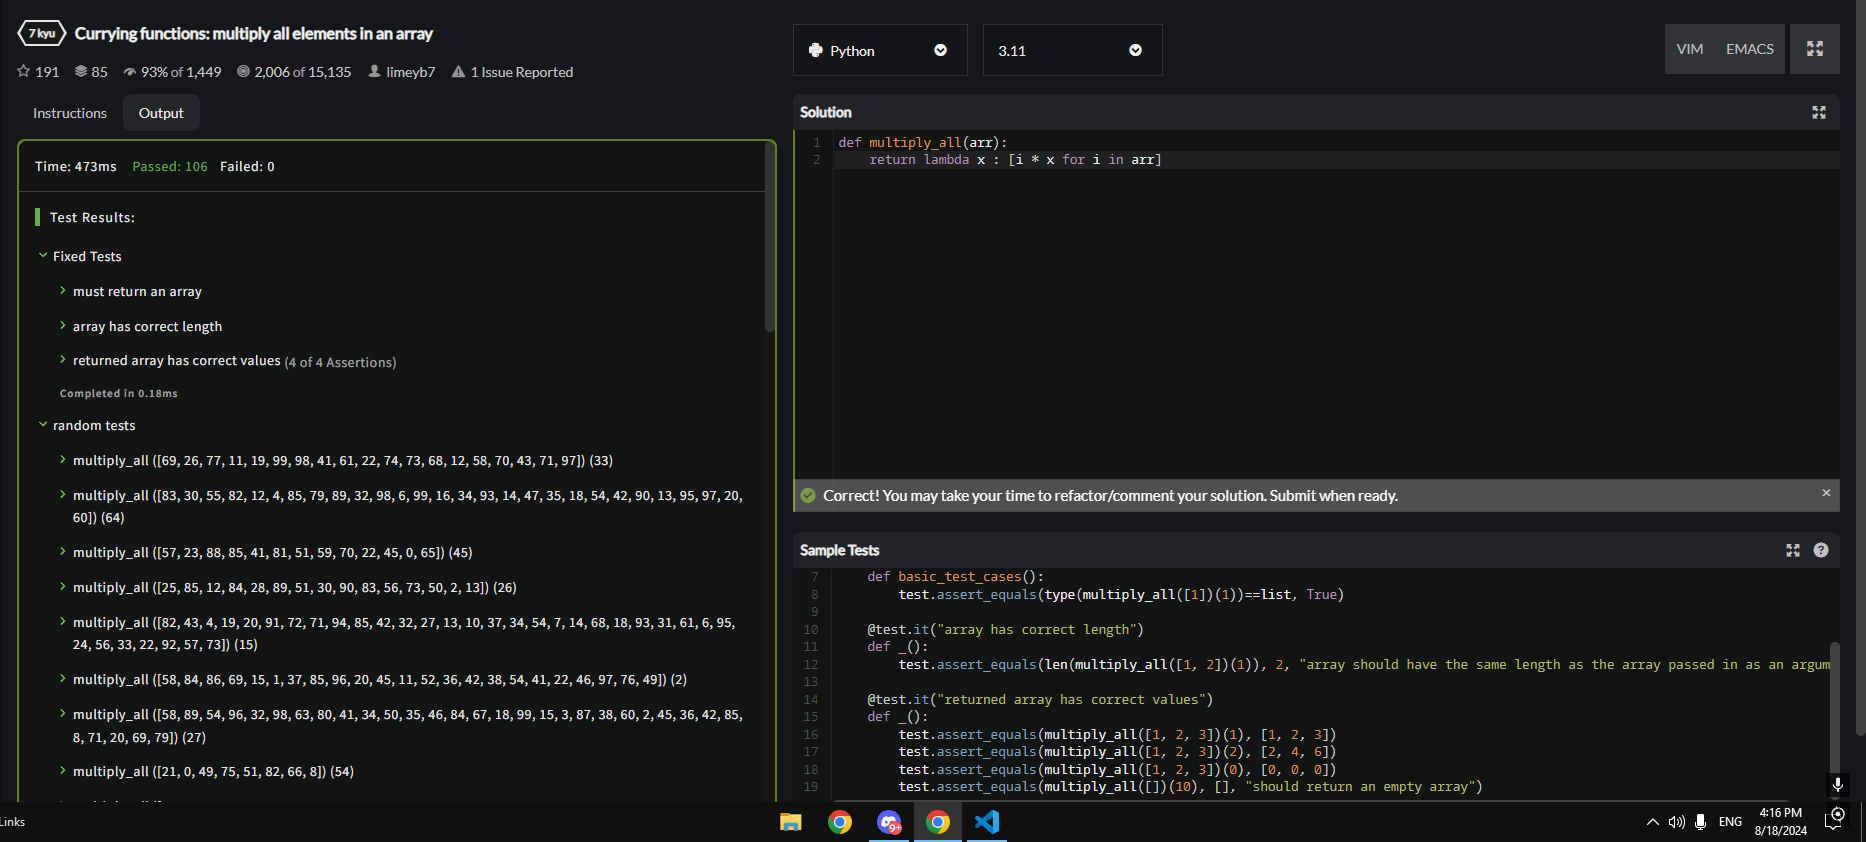 7 kyu Currying functions: multiply all elements in an array
191 85 93% of 1,449 2,006 of 15,135 limeyb7 1 Issue Reported
Instructions Output
Time: 473ms Passed: 106 Failed: 0
Test Results:
Fixed Tests
must return an array
array has correct length
returned array has correct values (4 of 4 Assertions)
Completed in 0.18ms
random tests
multiply_all ([69, 26, 77, 11, 19, 99, 98, 41, 61, 22, 74, 73, 68, 12, 58, 70, 43, 71, 97]) (33)
multiply_all ([83, 30, 55, 82, 12, 4, 85, 79, 89, 32, 98, 6, 99, 16, 34, 93, 14, 47, 35, 18, 54, 42, 90, 13, 95, 97, 20,
60]) (64)
multiply_all ([57, 23, 88, 85, 41, 81, 51, 59, 70, 22, 45, 0, 65]) (45)
multiply_all ([25, 85, 12, 84, 28, 89, 51, 30, 90, 83, 56, 73, 50, 2, 13]) (26)
multiply_all ([82, 43, 4, 19, 20, 91, 72, 71, 94, 85, 42, 32, 27, 13, 10, 37, 34, 54, 7, 14, 68, 18, 93, 31, 61, 6, 95,
24, 56, 33, 22, 92, 57, 73]) (15)
multiply_all ([58, 84, 86, 69, 15, 1, 37, 85, 96, 20, 45, 11, 52, 36, 42, 38, 54, 41, 22, 46, 97, 76, 49]) (2)
multiply_all ([58, 89, 54, 96, 32, 98, 63, 80, 41, 34, 50, 35, 46, 84, 67, 18, 99, 15, 3, 87, 38, 60, 2, 45, 36, 42, 85,
8, 71, 20, 69, 79]) (27)
multiply_all ([21, 0, 49, 75, 51, 82, 66, 8]) (54)
Python 3.11 VIM EMACS
Solution
1 def multiply_all(arr):
2 return lambda x : [i * x for i in arr]
Correct! You may take your time to refactor/comment your solution. Submit when ready. ×
Sample Tests ?
7 def basic_test_cases():
8 test.assert_equals(type(multiply_all([1])(1))==list, True)
9
10 @test.it("array has correct length")
11 def _():
12 test.assert_equals(len(multiply_all([1, 2])(1)), 2, "array should have the same length as the array passed in as an argum
13
14 @test.it("returned array has correct values")
15 def _():
16 test.assert_equals(multiply_all([1, 2, 3])(1), [1, 2, 3])
17 test.assert_equals(multiply_all([1, 2, 3])(2), [2, 4, 6])
18 test.assert_equals(multiply_all([1, 2, 3])(0), [0, 0, 0])
19 test.assert_equals(multiply_all([])(10), [], "should return an empty array")
Links 9+ ENG 4:16 PM
8/18/2024